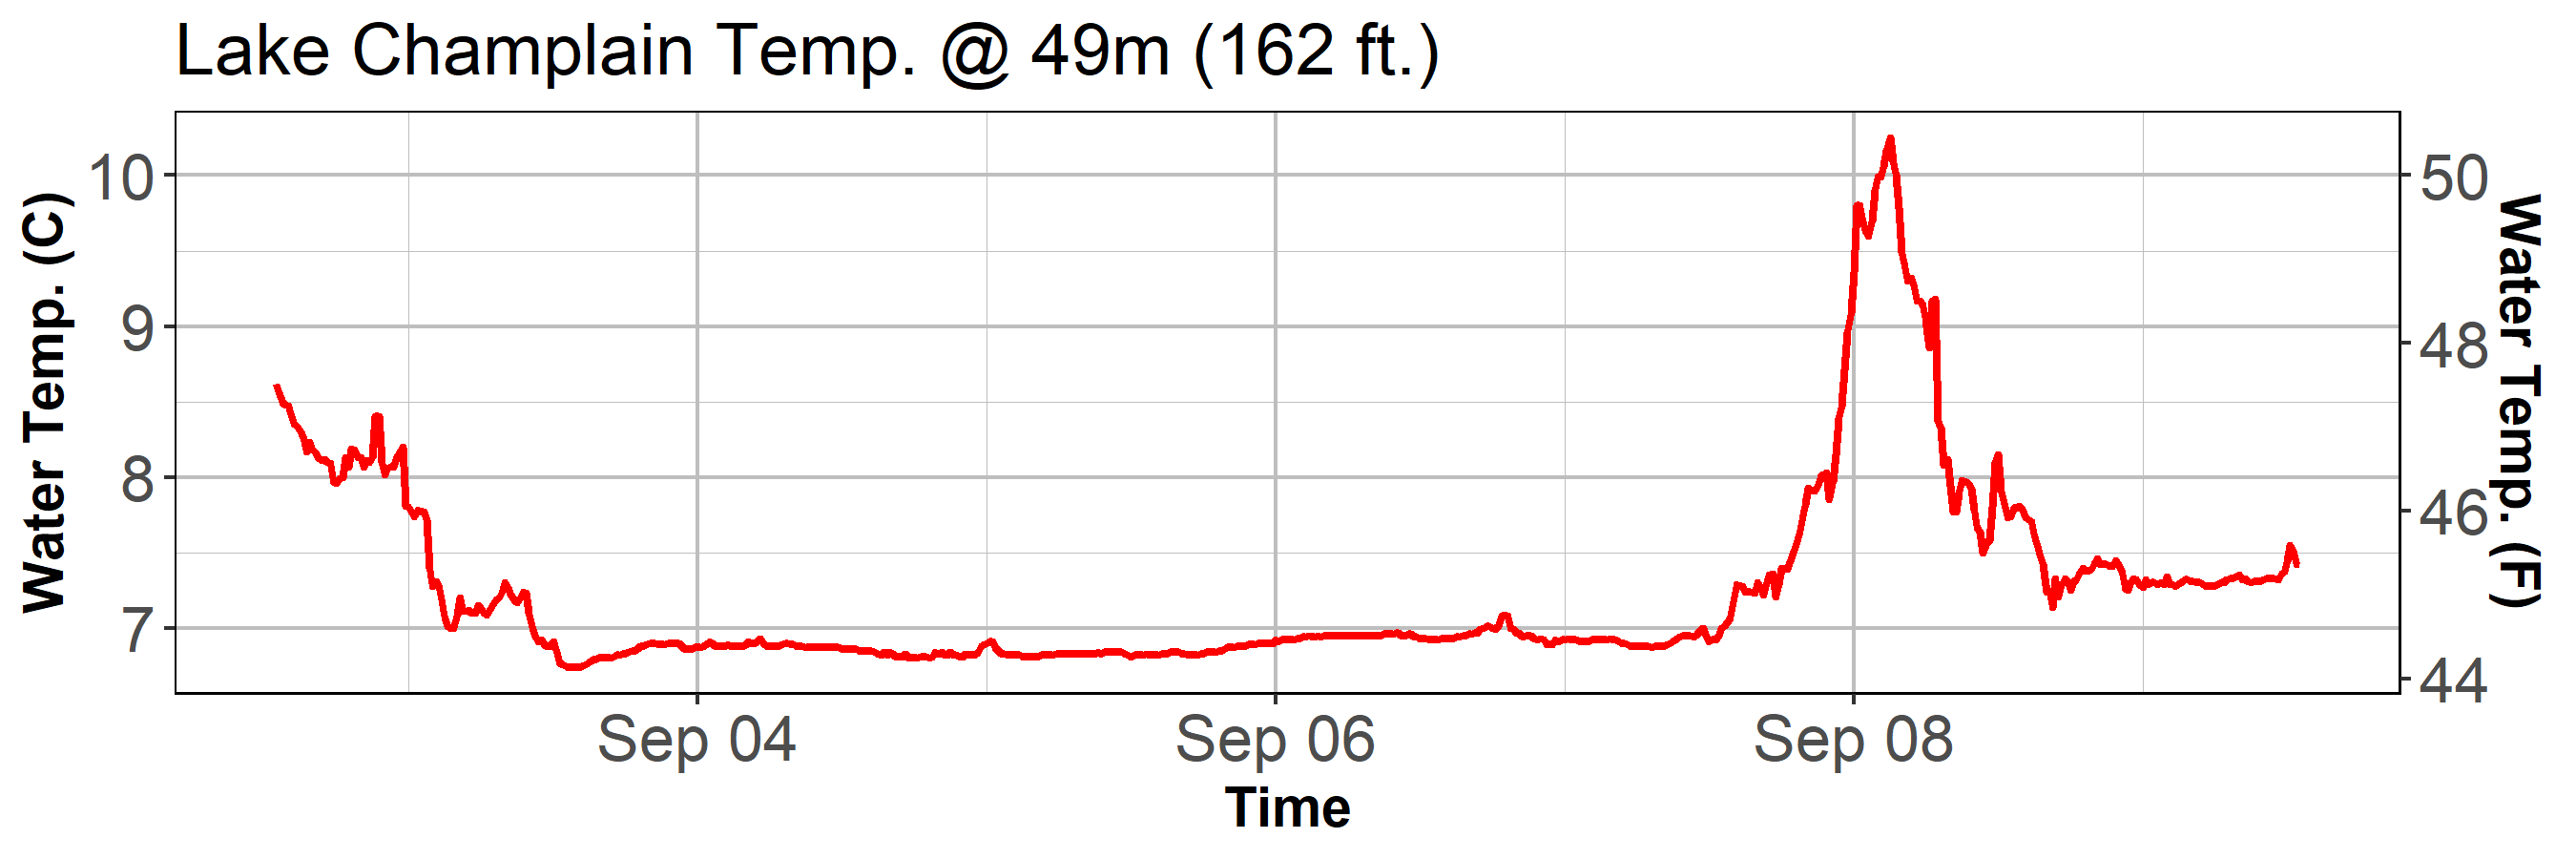 Lake Champlain Temp. @ 49m (162 ft.)
Water Temp. (C)
10
9
8
7
50
48
46
44
Water Temp. (F)
Sep 04 Sep 06 Sep 08
Time